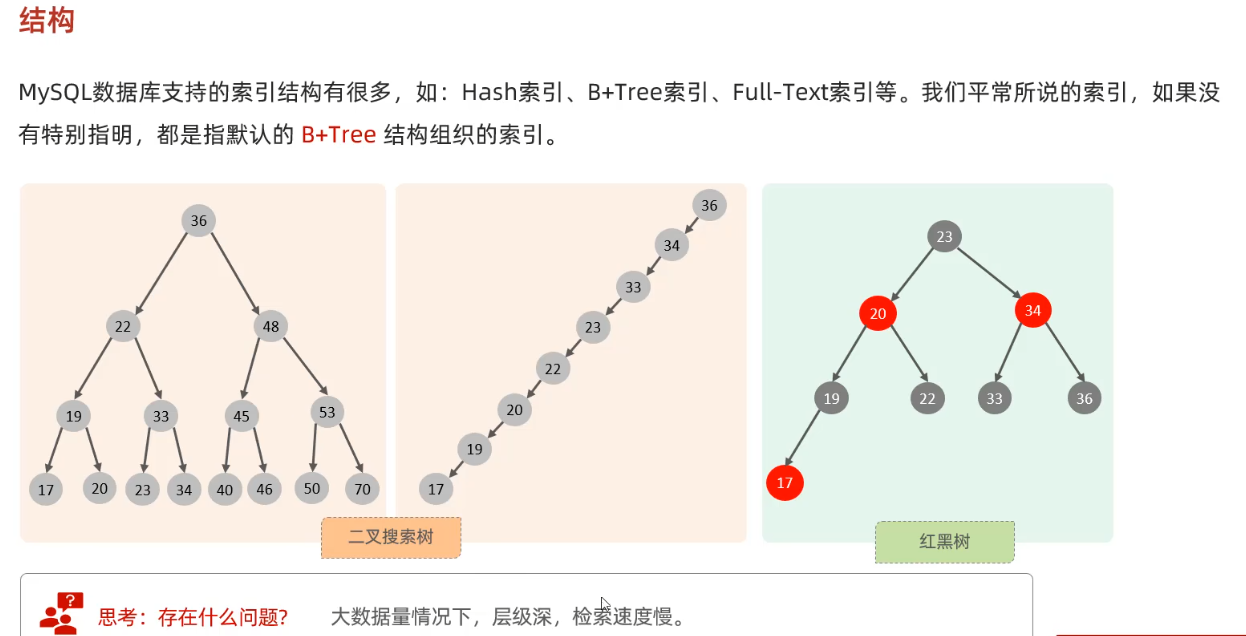 结构
MySQL数据库支持的索引结构有很多，如：Hash索引、B+Tree索引、Full-Text索引等。我们平常所说的索引，如果没
有特别指明，都是指默认的 B+Tree 结构组织的索引。
36
22 48
19 33 45 53
17 20 23 34 40 46 50 70
36
34
33
23
22
20
19
17
二叉搜索树
23
20 34
19 22 33 36
17
红黑树
? 思考：存在什么问题? 大数据量情况下，层级深，检索速度慢。